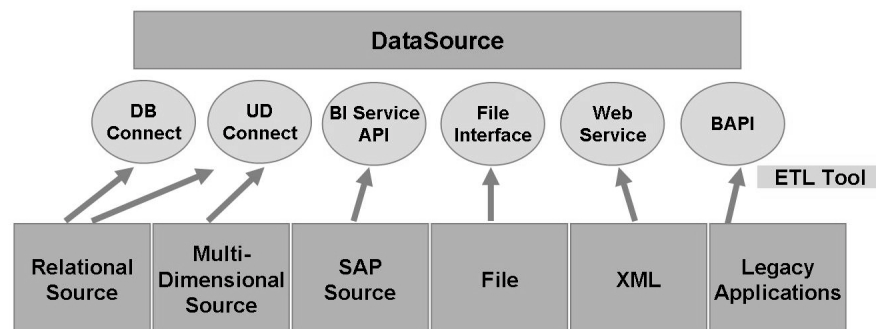 DataSource
DB
Connect
UD
Connect
BI Service
API
File
Interface
Web
Service
BAPI
ETL Tool
Relational
Source
Multi-
Dimensional
Source
SAP
Source
File
XML
Legacy
Applications